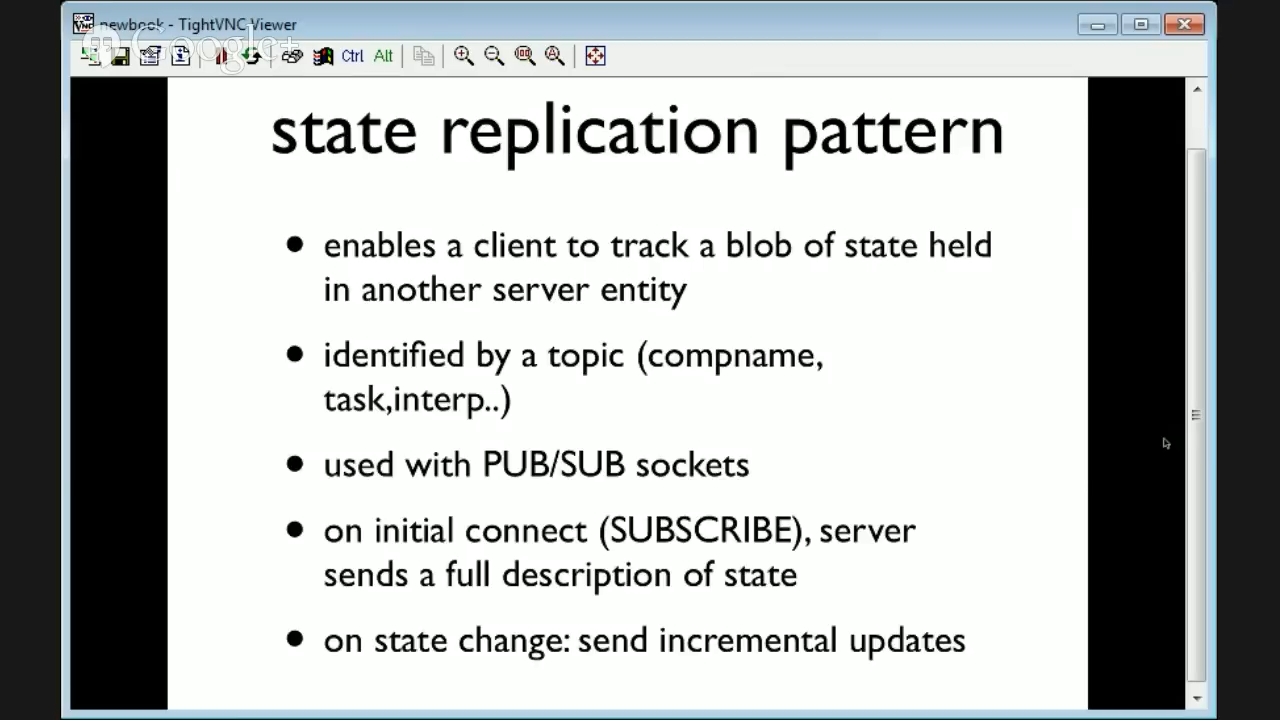 newbook - TightVNC Viewer
Google+
Ctrl Alt
state replication pattern
• enables a client to track a blob of state held
in another server entity
• identified by a topic (compname,
task,interp..)
• used with PUB/SUB sockets
• on initial connect (SUBSCRIBE), server
sends a full description of state
• on state change: send incremental updates